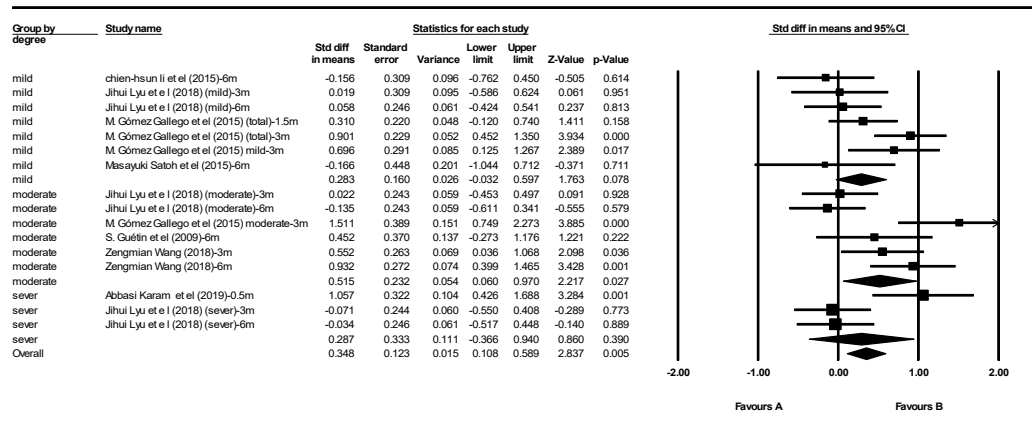 Group by degree Study name Statistics for each study Std diff in means and 95%CI
Std diff in means Standard error Variance Lower limit Upper limit Z-Value p-Value
mild chien-hsun li et el (2015)-6m -0.156 0.309 0.096 -0.762 0.450 -0.505 0.614
mild Jihui Lyu et e l (2018) (mild)-3m 0.019 0.309 0.095 -0.586 0.624 0.061 0.951
mild Jihui Lyu et e l (2018) (mild)-6m 0.058 0.246 0.061 -0.424 0.541 0.237 0.813
mild M. Gómez Gallego et el (2015) (total)-1.5m 0.310 0.220 0.048 -0.120 0.740 1.411 0.158
mild M. Gómez Gallego et el (2015) (total)-3m 0.901 0.229 0.052 0.452 1.350 3.934 0.000
mild M. Gómez Gallego et el (2015) mild-3m 0.696 0.291 0.085 0.125 1.267 2.389 0.017
mild Masayuki Satoh et el (2015)-6m -0.166 0.448 0.201 -1.044 0.712 -0.371 0.711
mild 0.283 0.160 0.026 -0.032 0.597 1.763 0.078
moderate Jihui Lyu et e l (2018) (moderate)-3m 0.022 0.243 0.059 -0.453 0.497 0.091 0.928
moderate Jihui Lyu et e l (2018) (moderate)-6m -0.135 0.243 0.059 -0.611 0.341 -0.555 0.579
moderate M. Gómez Gallego et el (2015) moderate-3m 1.511 0.389 0.151 0.749 2.273 3.885 0.000
moderate S. Guétin et el (2009)-6m 0.452 0.370 0.137 -0.273 1.176 1.221 0.222
moderate Zengmian Wang (2018)-3m 0.552 0.263 0.069 0.036 1.068 2.098 0.036
moderate Zengmian Wang (2018)-6m 0.932 0.272 0.074 0.399 1.465 3.428 0.001
moderate 0.515 0.232 0.054 0.060 0.970 2.217 0.027
sever Abbasi Karam et el (2019)-0.5m 1.057 0.322 0.104 0.426 1.688 3.284 0.001
sever Jihui Lyu et e l (2018) (sever)-3m -0.071 0.244 0.060 -0.550 0.408 -0.289 0.773
sever Jihui Lyu et e l (2018) (sever)-6m -0.034 0.246 0.061 -0.517 0.448 -0.140 0.889
sever 0.287 0.333 0.111 -0.366 0.940 0.860 0.390
Overall 0.348 0.123 0.015 0.108 0.589 2.837 0.005
-2.00 -1.00 0.00 1.00 2.00
Favours A Favours B